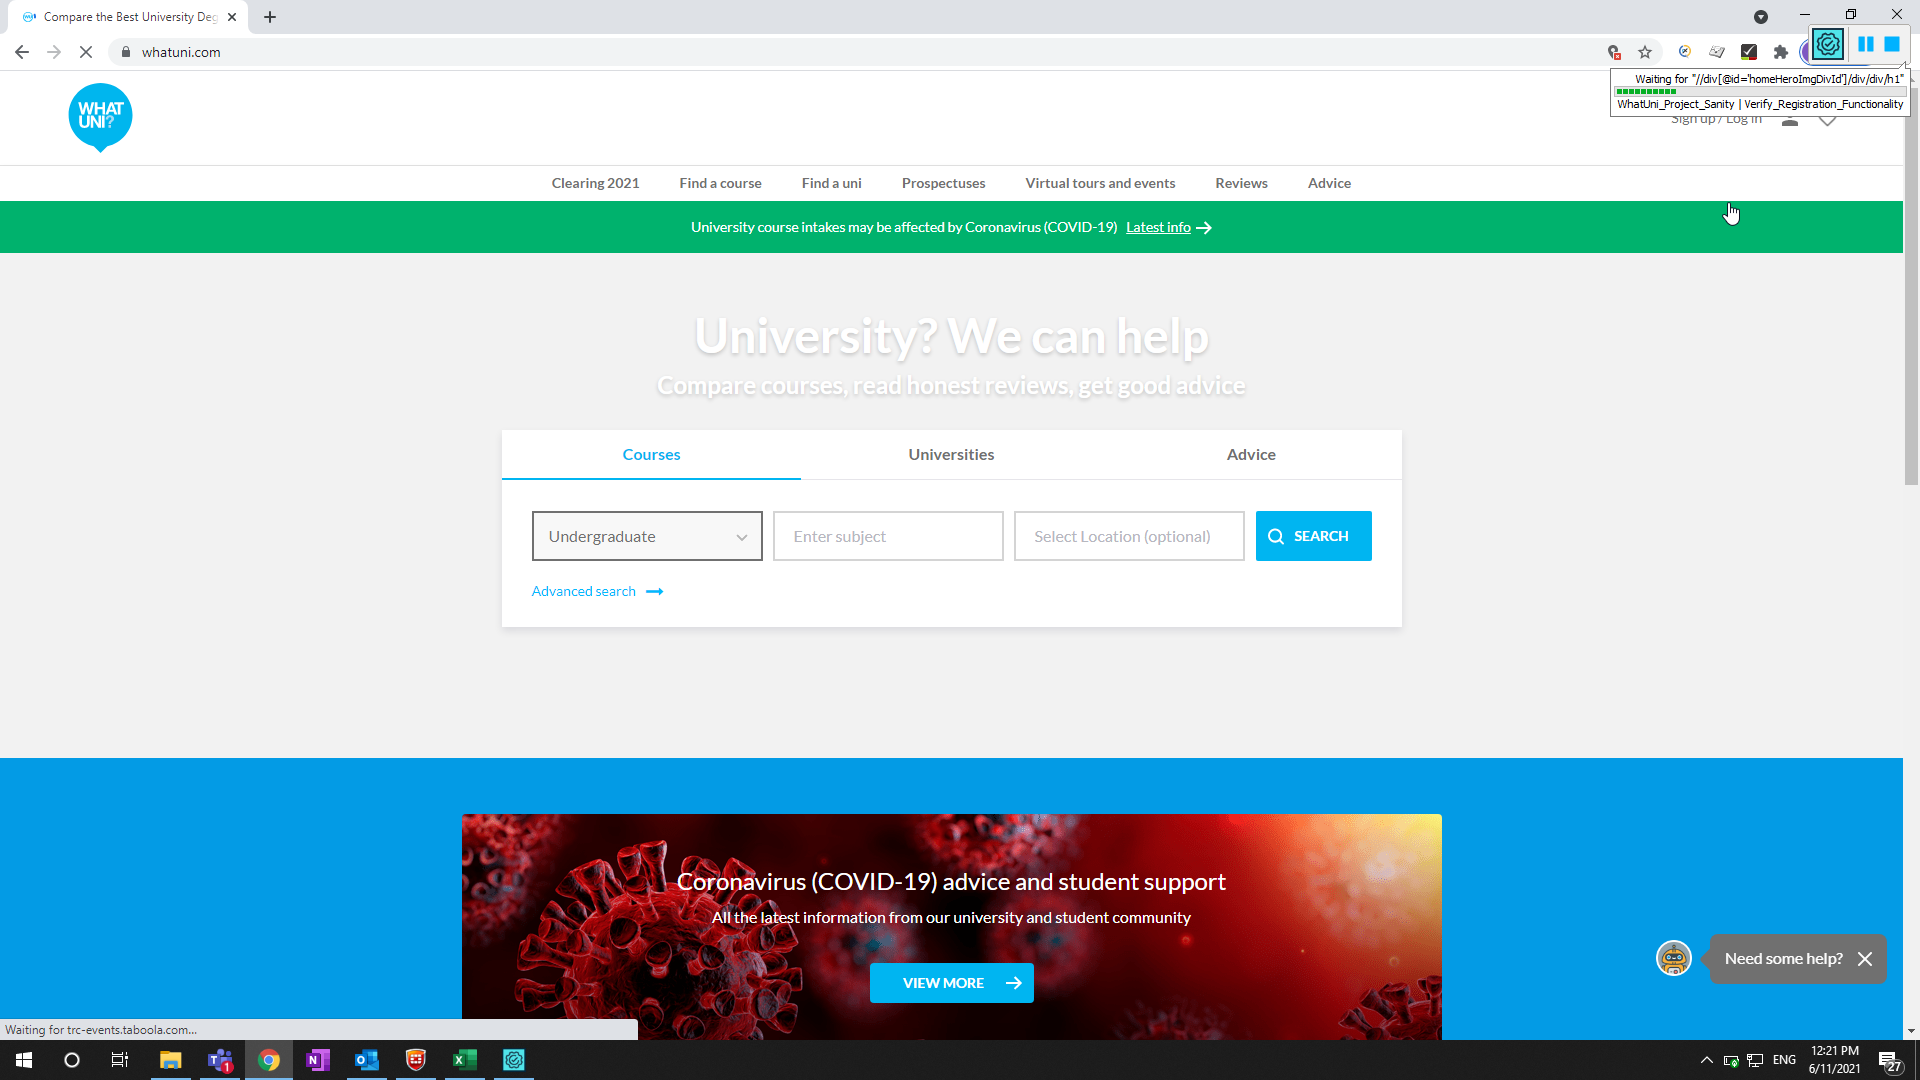 Compare the Best University Deg
whatuni.com
Waiting for "//div[@id='homeHeroImgDivId']/div/div/h1"
WhatUni_Project_Sanity | Verify_Registration_Functionality
WHAT
UNI?
Sign up / Log in
Clearing 2021
Find a course
Find a uni
Prospectuses
Virtual tours and events
Reviews
Advice
University course intakes may be affected by Coronavirus (COVID-19) Latest info
University? We can help
Compare courses, read honest reviews, get good advice
Courses
Universities
Advice
Undergraduate
Enter subject
Select Location (optional)
SEARCH
Advanced search
Coronavirus (COVID-19) advice and student support
All the latest information from our university and student community
VIEW MORE
Need some help?
Waiting for trc-events.taboola.com...
1
ENG
12:21 PM
6/11/2021
27